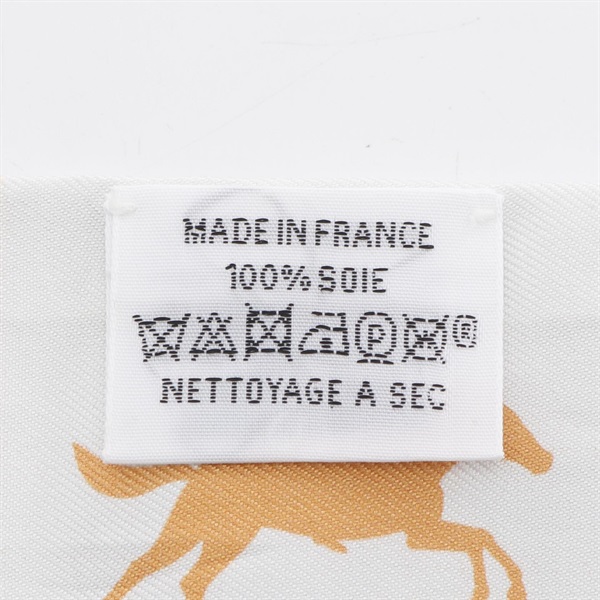 MADE IN FRANCE
100% SOIE
P ®
NETTOYAGE A SEC